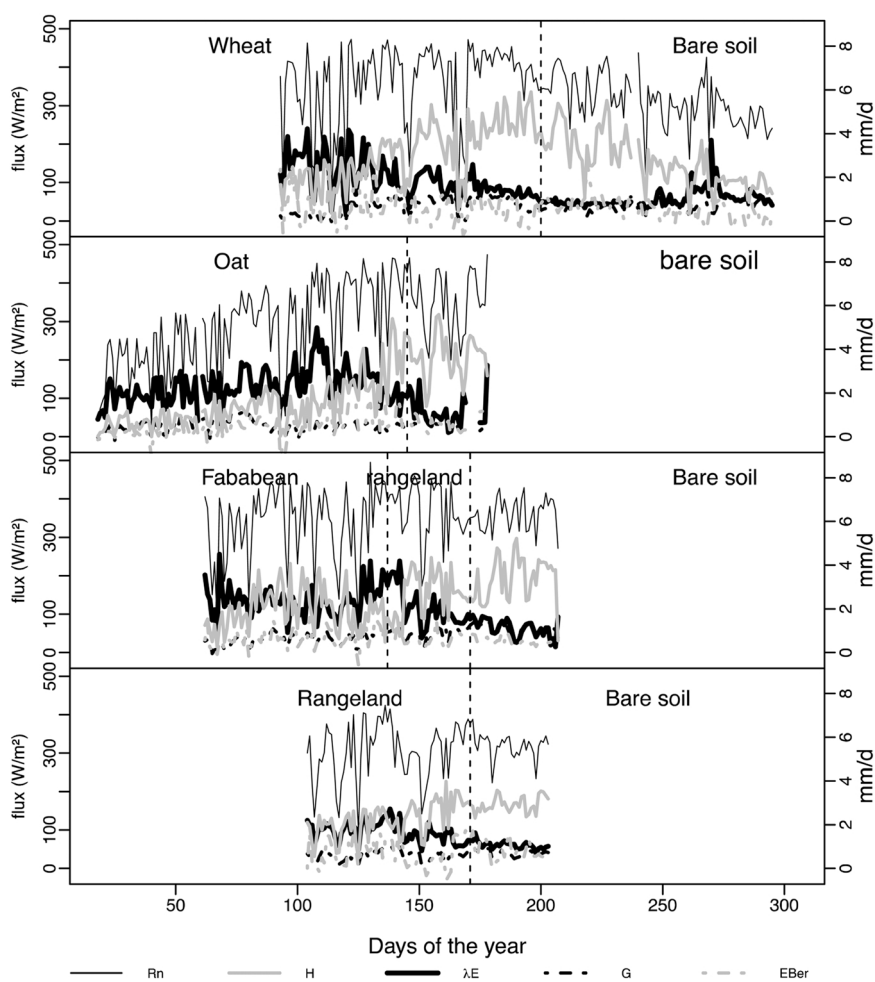 Wheat Bare soil
flux (W/m²)
0 100 300 500
0 2 4 6 8
mm/d
Oat bare soil
flux (W/m²)
0 100 300 500
0 2 4 6 8
mm/d
Fababean rangeland Bare soil
flux (W/m²)
0 100 300 500
0 2 4 6 8
mm/d
Rangeland Bare soil
flux (W/m²)
0 100 300 500
0 2 4 6 8
mm/d
50 100 150 200 250 300
Days of the year
Rn H λE G EBer